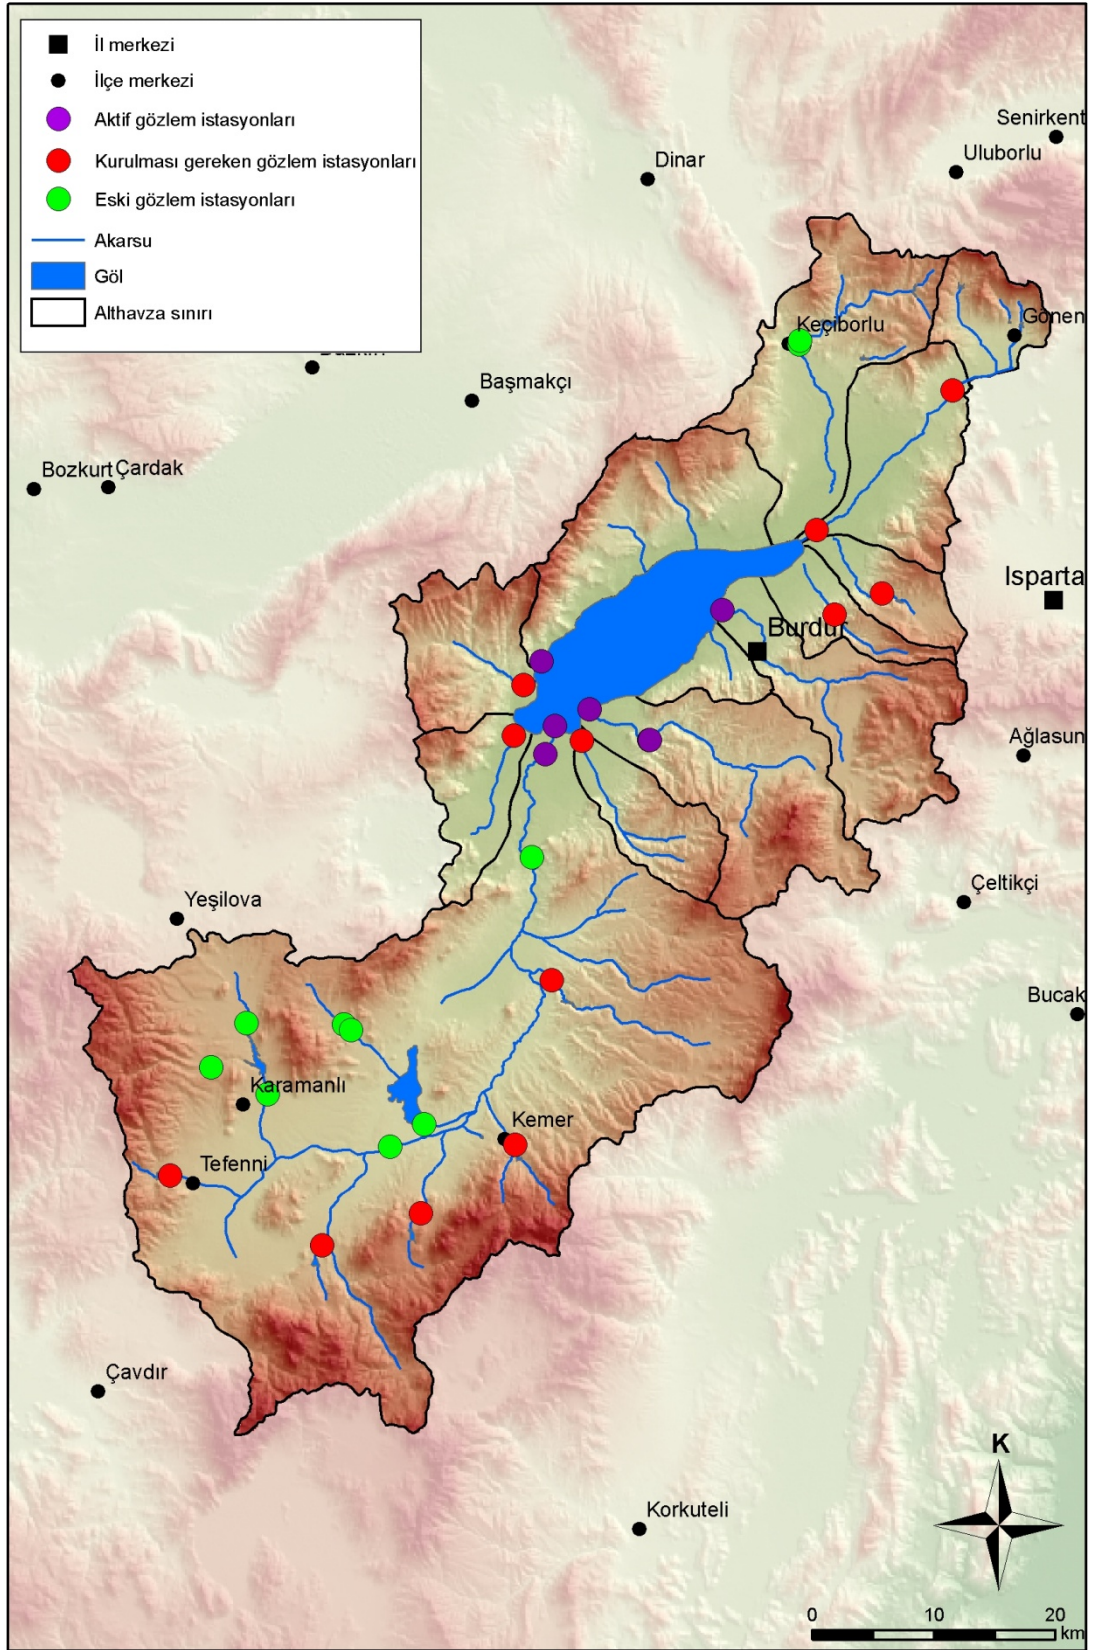 İl merkezi
İlçe merkezi
Aktif gözlem istasyonları
Kurulması gereken gözlem istasyonları
Eski gözlem istasyonları
Akarsu
Göl
Althavza sınırı
Senirkent
Uluborlu
Dinar
Keçiborlu
Gönen
Başmakçı
Bozkurt
Çardak
Isparta
Burdur
Ağlasun
Çeltikçi
Yeşilova
Bucak
Karamanlı
Kemer
Tefenni
Çavdır
K
Korkuteli
0 10 20
km